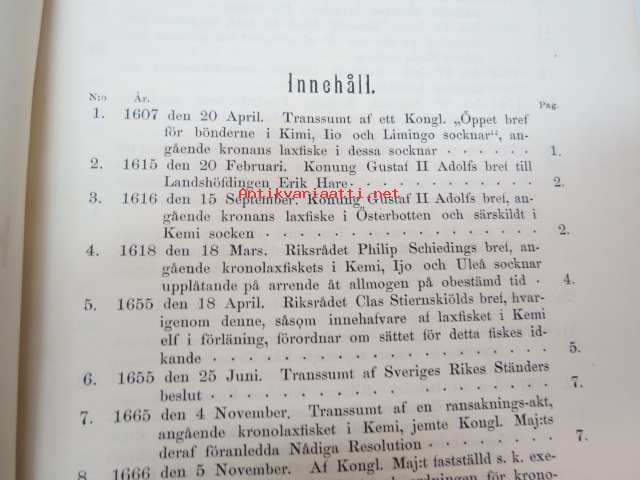 Innehåll.
N:o År. Pag.
1. 1607 den 20 April. Transsumt af ett Kongl. „Öppet bref
för bönderne i Kimi, Iio och Limingo socknar“, an-
gående kronans laxfiske i dessa socknar · · · · · · 1.
2. 1615 den 20 Februari. Konung Gustaf II Adolfs bref till
Landshöfdingen Erik Hare · · · · · · · · · · 2.
Antikvariaatti.net
3. 1616 den 15 September. Konung Gustaf II Adolfs bref, an-
gående kronans laxfiske i Österbotten och särskildt i
Kemi socken · · · · · · · · · · · · · · 2.
4. 1618 den 18 Mars. Riksrådet Philip Schiedings bref, an-
gående kronolaxfiskets i Kemi, Ijo och Uleå socknar
upplåtande på arrende åt allmogen på obestämd tid · 4.
5. 1655 den 18 April. Riksrådet Clas Stiernskiölds bref, hvar-
igenom denne, såsom innehafvare af laxfisket i Kemi
elf i förläning, förordnar om sättet för detta fiskes id-
kande · · · · · · · · · · · · · · · · · 5.
6. 1655 den 25 Juni. Transsumt af Sveriges Rikes Ständers
beslut · · · · · · · · · · · · · · · · · 7.
7. 1665 den 4 November. Transsumt af en ransaknings-akt,
angående kronolaxfisket i Kemi, jemte Kongl. Maj:ts
deraf föranledda Nådiga Resolution · · · · · · · 7.
8. 1666 den 5 November. Af Kongl. Maj:t fastställd s. k. exe-
ordningen för krono-